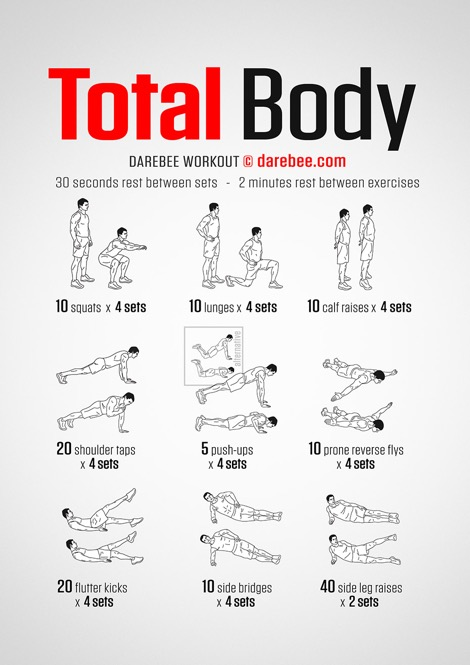 Total Body
DAREBEE WORKOUT © darebee.com
30 seconds rest between sets - 2 minutes rest between exercises
10 squats x 4 sets
10 lunges x 4 sets
10 calf raises x 4 sets
alternative
20 shoulder taps
x 4 sets
5 push-ups
x 4 sets
10 prone reverse flys
x 4 sets
20 flutter kicks
x 4 sets
10 side bridges
x 4 sets
40 side leg raises
x 2 sets